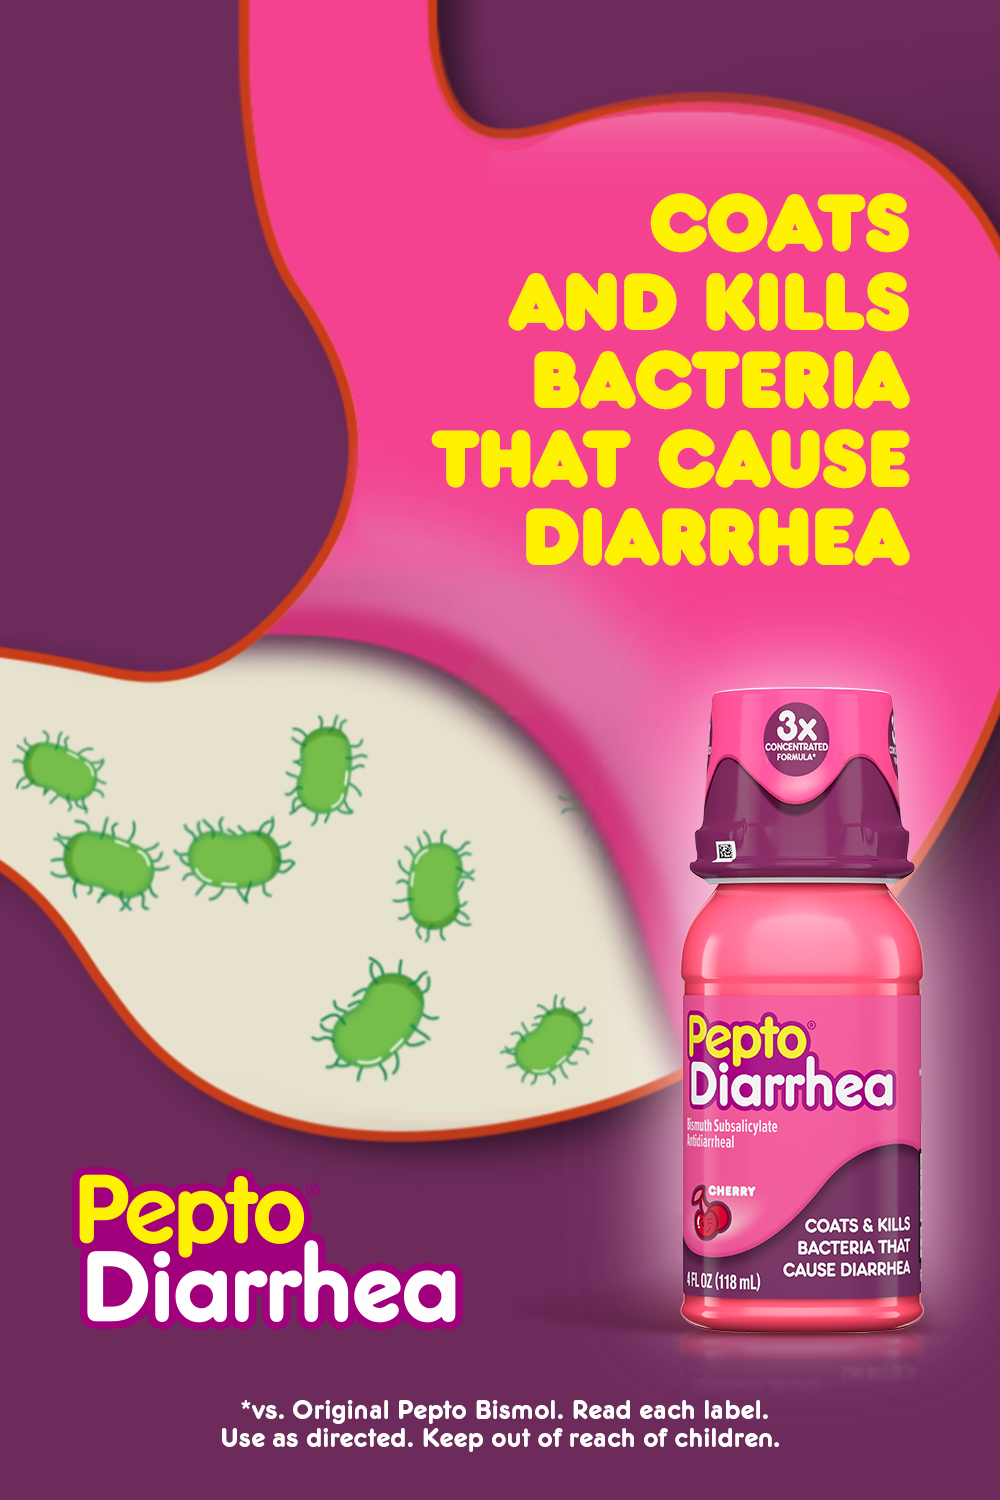 COATS
AND KILLS
BACTERIA
THAT CAUSE
DIARRHEA
3x
CONCENTRATED
FORMULA*
Pepto®
Diarrhea
Bismuth Subsalicylate
Antidiarrheal
CHERRY
COATS & KILLS
BACTERIA THAT
CAUSE DIARRHEA
4 FL OZ (118 mL)
Pepto®
Diarrhea
*vs. Original Pepto Bismol. Read each label.
Use as directed. Keep out of reach of children.